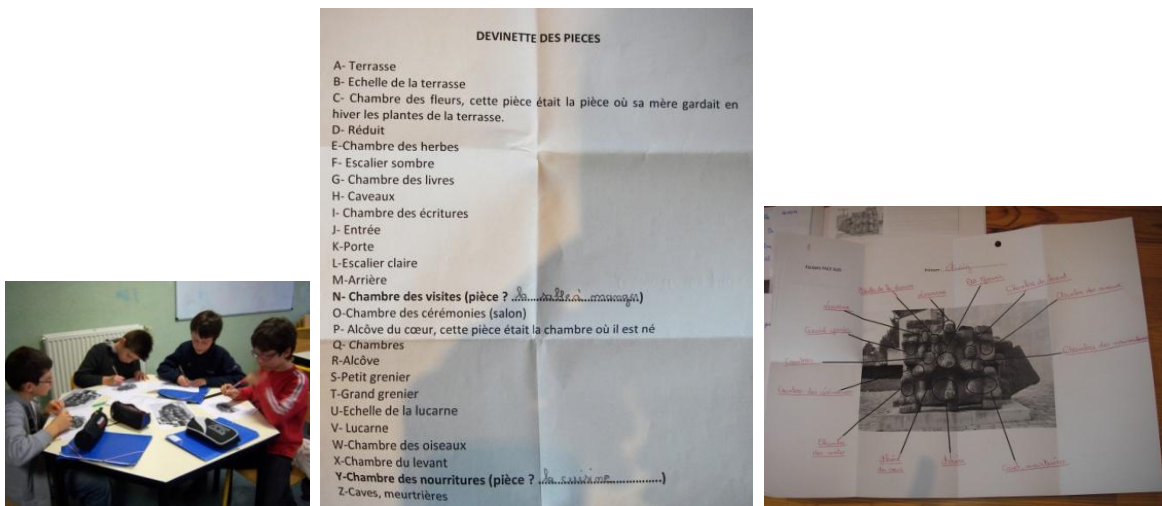 DEVINETTE DES PIECES
A- Terrasse
B- Echelle de la terrasse
C- Chambre des fleurs, cette pièce était la pièce où sa mère gardait en
hiver les plantes de la terrasse.
D- Réduit
E-Chambre des herbes
F- Escalier sombre
G- Chambre des livres
H- Caveaux
I- Chambre des écritures
J- Entrée
K-Porte
L-Escalier claire
M-Arrière
N- Chambre des visites (pièce ? la salle à manger)
O-Chambre des cérémonies (salon)
P- Alcôve du cœur, cette pièce était la chambre où il est né
Q- Chambres
R-Alcôve
S-Petit grenier
T-Grand grenier
U-Echelle de la lucarne
V- Lucarne
W-Chambre des oiseaux
X-Chambre du levant
Y-Chambre des nourritures (pièce ? la cuisine)
Z-Caves, meurtrières
Chambre du levant
Chambre des oiseaux
Grand grenier
Chambre des nourritures